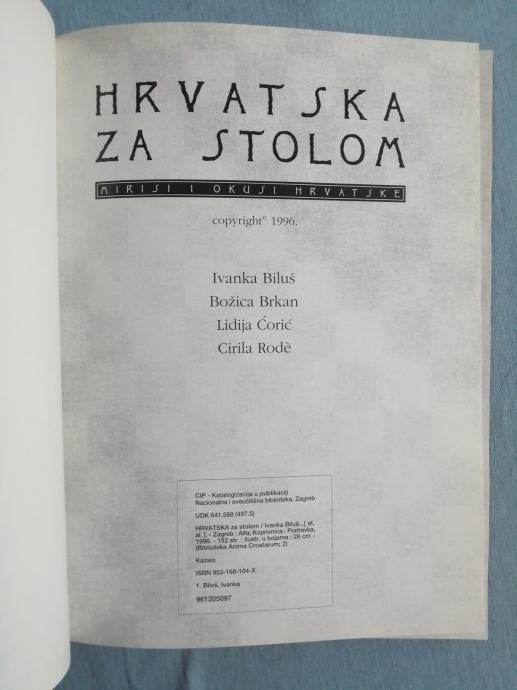 HRVATSKA
ZA STOLOM
MIRISI I OKUSI HRVATSKE
copyright© 1996.
Ivanka Biluš
Božica Brkan
Lidija Ćorić
Cirila Rodè
CIP - Katalogizacija u publikaciji
Nacionalna i sveučilišna biblioteka, Zagreb
UDK 641.568 (497.5)
HRVATSKA za stolom / Ivanka Biluš...[ et.
al. ]. - Zagreb : Alfa; Koprivnica : Podravka,
1996. - 192 str. : ilustr. u bojama ; 28 cm -
(Biblioteka Anima Croatarum; 2)
Kazalo
ISBN 953-168-104-X
1. Biluš, Ivanka
961205097